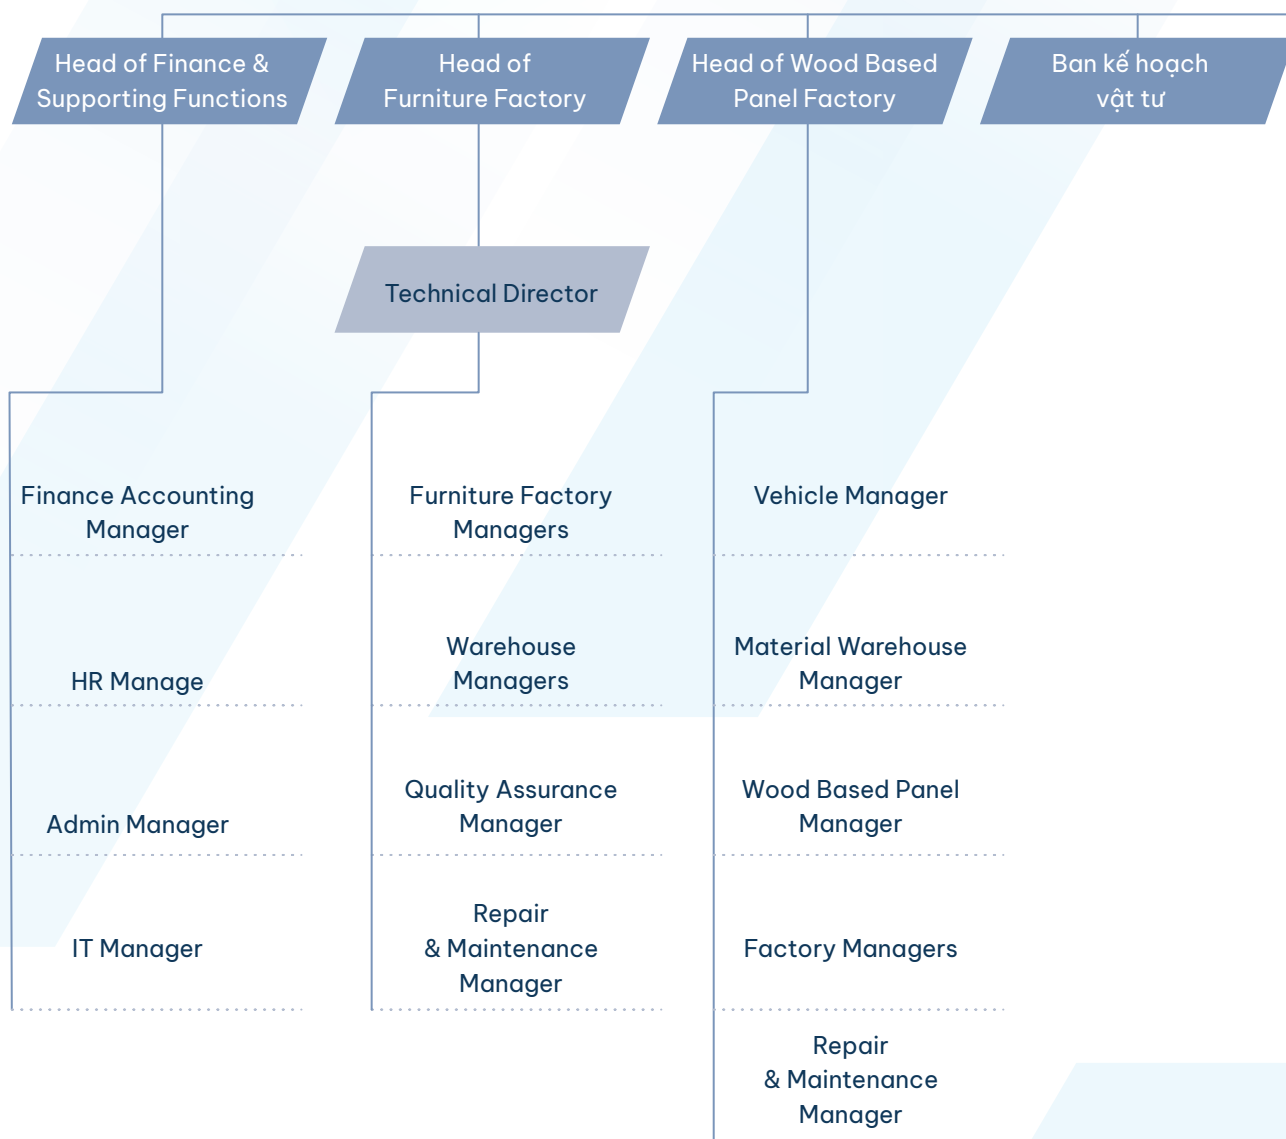 Head of Finance &
Supporting Functions
Head of
Furniture Factory
Head of Wood Based
Panel Factory
Ban kế hoạch
vật tư
Technical Director
Finance Accounting
Manager
HR Manage
Admin Manager
IT Manager
Furniture Factory
Managers
Warehouse
Managers
Quality Assurance
Manager
Repair
& Maintenance
Manager
Vehicle Manager
Material Warehouse
Manager
Wood Based Panel
Manager
Factory Managers
Repair
& Maintenance
Manager